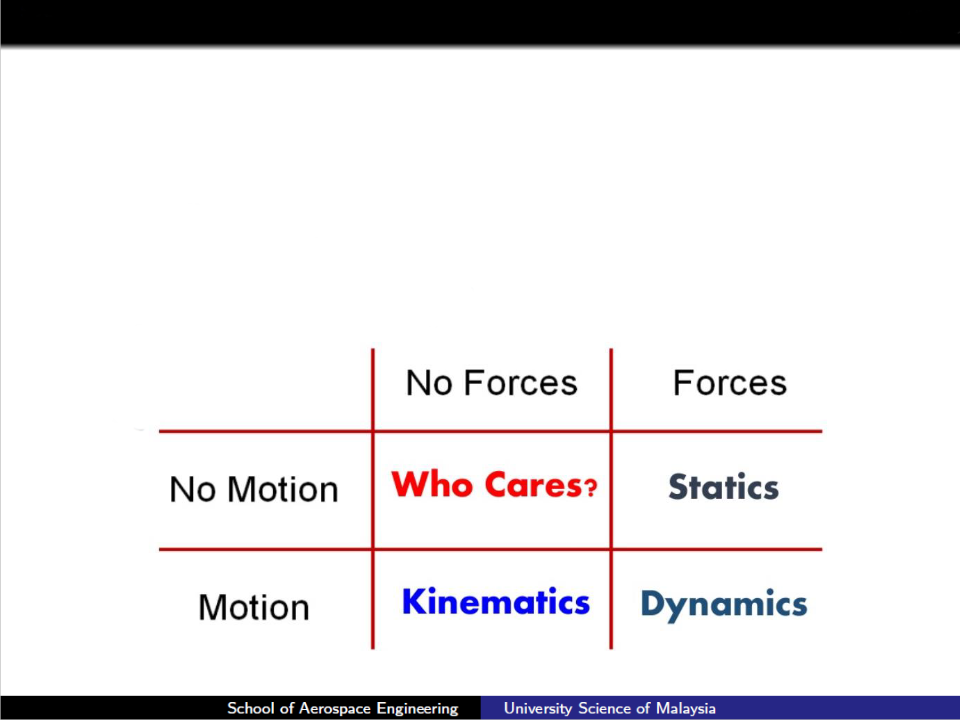 No Forces Forces
No Motion Who Cares? Statics
Motion Kinematics Dynamics
School of Aerospace Engineering University Science of Malaysia